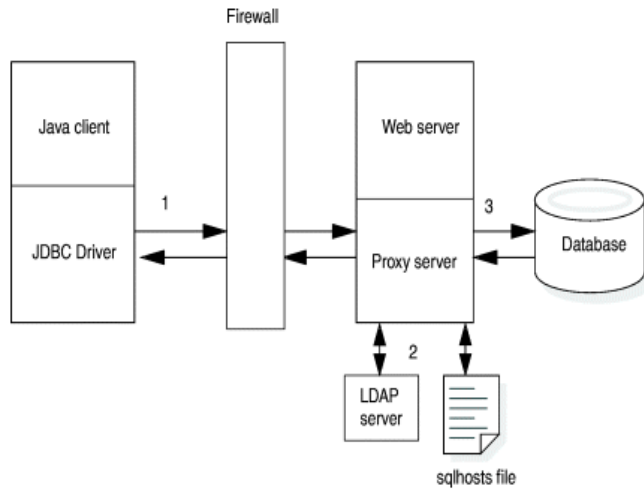 Firewall
Java client
JDBC Driver
1
Web server
Proxy server
3
Database
2
LDAP
server
sqlhosts file